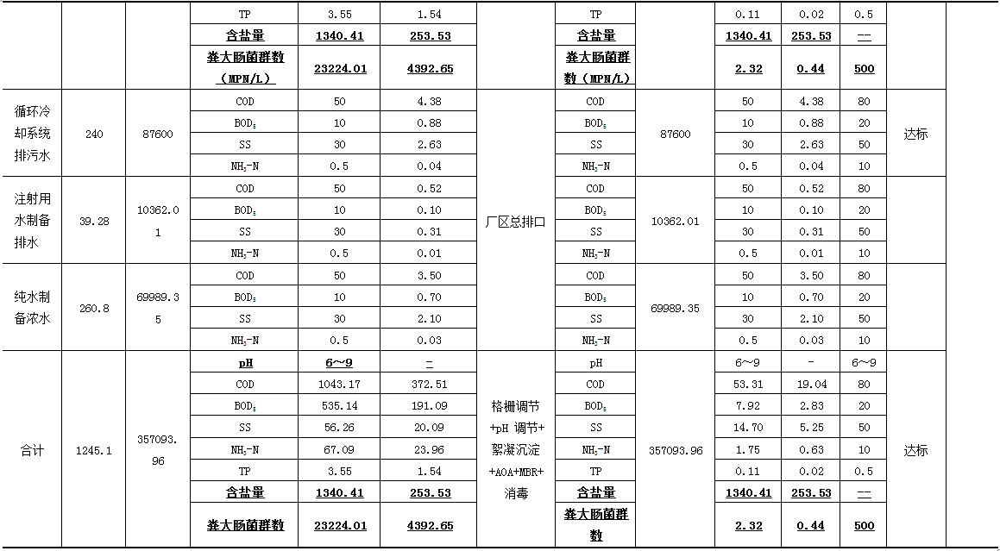 TP 3.55 1.54 TP 0.11 0.02 0.5
含盐量 1340.41 253.53 含盐量 1340.41 253.53 --
粪大肠菌群数 23224.01 4392.65 粪大肠菌群 2.32 0.44 500
（MPN/L） 数（MPN/L）
循环冷 240 87600 COD 50 4.38 厂区总排口 COD 87600 50 4.38 80 达标
却系统 BOD₅ 10 0.88 BOD₅ 10 0.88 20
排污水 SS 30 2.63 SS 30 2.63 50
NH₃-N 0.5 0.04 NH₃-N 0.5 0.04 10
注射用 39.28 10362.0 COD 50 0.52 COD 10362.01 50 0.52 80
水制备 1 BOD₅ 10 0.10 BOD₅ 10 0.10 20
排水 SS 30 0.31 SS 30 0.31 50
NH₃-N 0.5 0.01 NH₃-N 0.5 0.01 10
纯水制 260.8 69989.3 COD 50 3.50 COD 69989.35 50 3.50 80
备浓水 5 BOD₅ 10 0.70 BOD₅ 10 0.70 20
SS 30 2.10 SS 30 2.10 50
NH₃-N 0.5 0.03 NH₃-N 0.5 0.03 10
合计 1245.1 357093. pH 6～9 - 格栅调节 pH 357093.96 6～9 - 6～9 达标
96 COD 1043.17 372.51 +pH 调节+ COD 53.31 19.04 80
BOD₅ 535.14 191.09 絮凝沉淀 BOD₅ 7.92 2.83 20
SS 56.26 20.09 +AOA+MBR+ SS 14.70 5.25 50
NH₃-N 67.09 23.96 消毒 NH₃-N 1.75 0.63 10
TP 3.55 1.54 TP 0.11 0.02 0.5
含盐量 1340.41 253.53 含盐量 1340.41 253.53 --
粪大肠菌群数 23224.01 4392.65 粪大肠菌群 2.32 0.44 500
数